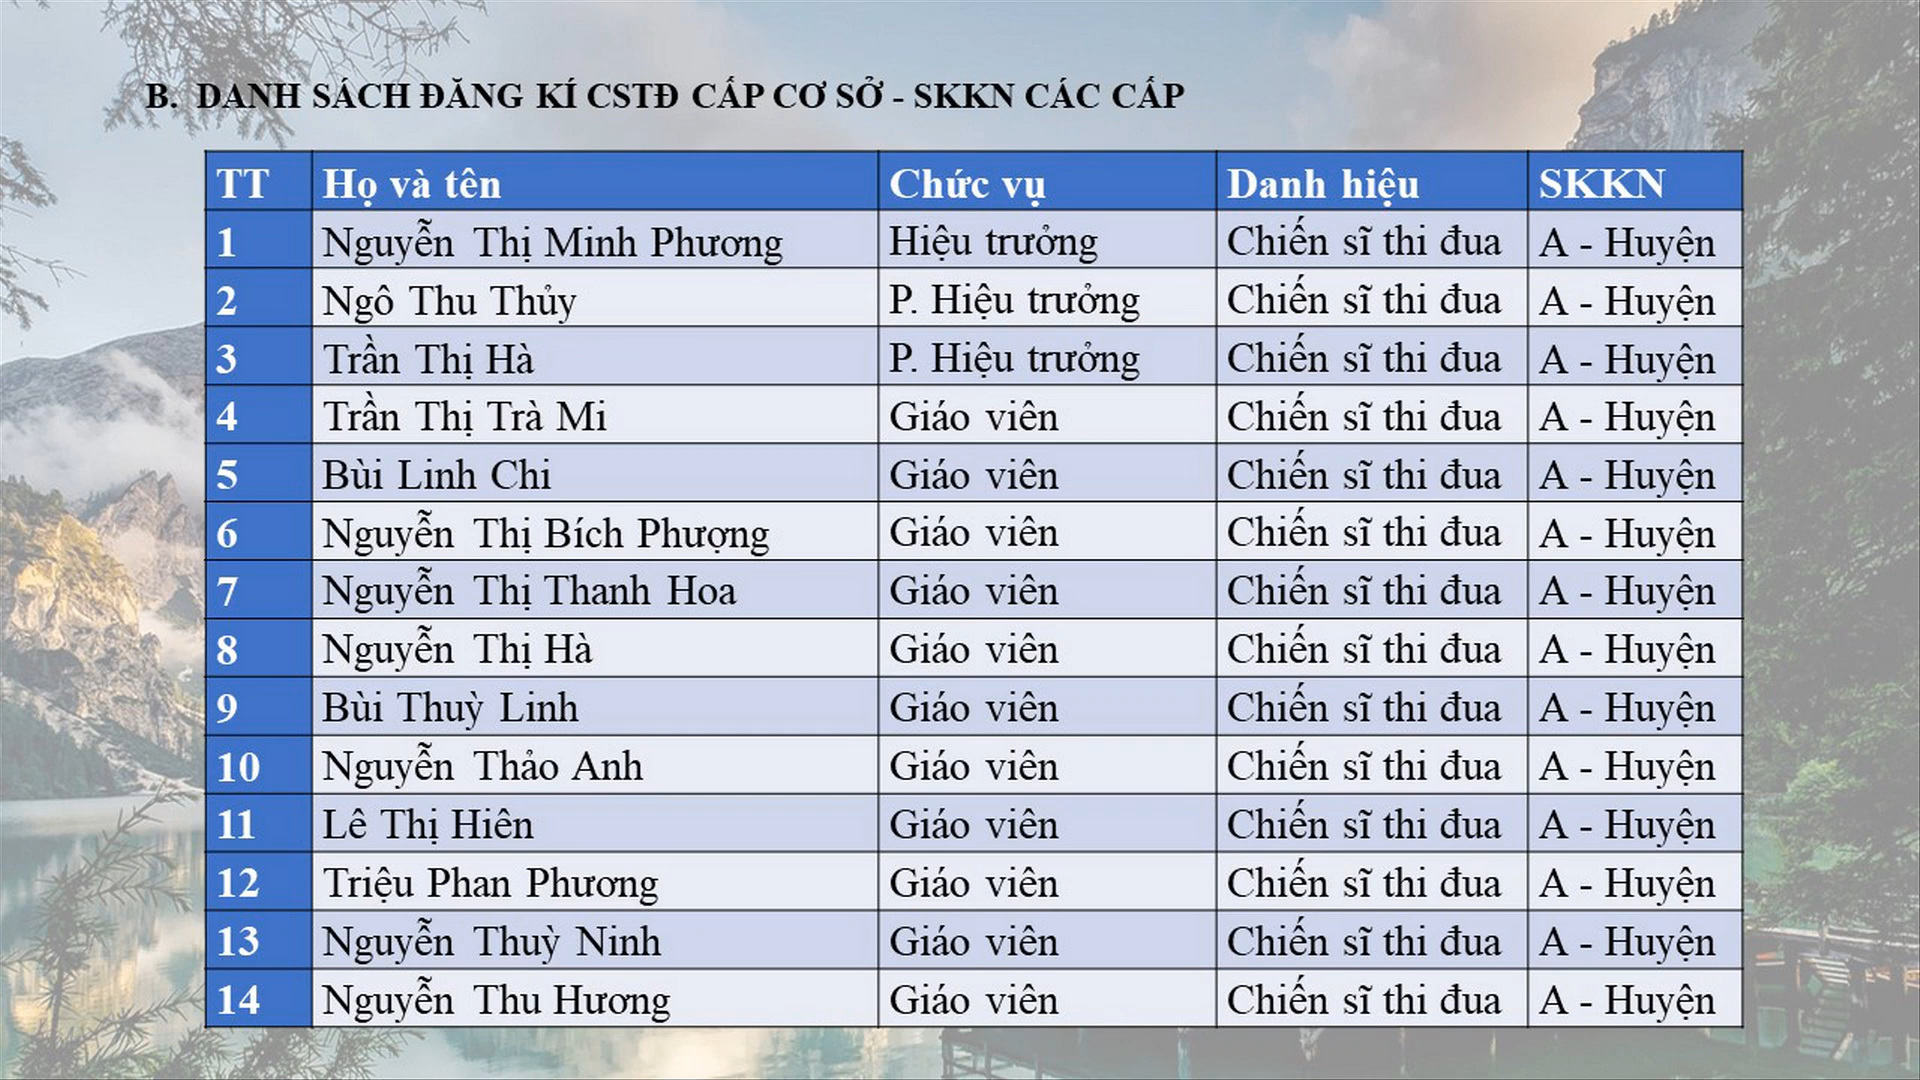 B. DANH SÁCH ĐĂNG KÍ CSTĐ CẤP CƠ SỞ - SKKN CÁC CẤP
TT Họ và tên Chức vụ Danh hiệu SKKN
1 Nguyễn Thị Minh Phương Hiệu trưởng Chiến sĩ thi đua A - Huyện
2 Ngô Thu Thủy P. Hiệu trưởng Chiến sĩ thi đua A - Huyện
3 Trần Thị Hà P. Hiệu trưởng Chiến sĩ thi đua A - Huyện
4 Trần Thị Trà Mi Giáo viên Chiến sĩ thi đua A - Huyện
5 Bùi Linh Chi Giáo viên Chiến sĩ thi đua A - Huyện
6 Nguyễn Thị Bích Phượng Giáo viên Chiến sĩ thi đua A - Huyện
7 Nguyễn Thị Thanh Hoa Giáo viên Chiến sĩ thi đua A - Huyện
8 Nguyễn Thị Hà Giáo viên Chiến sĩ thi đua A - Huyện
9 Bùi Thuỳ Linh Giáo viên Chiến sĩ thi đua A - Huyện
10 Nguyễn Thảo Anh Giáo viên Chiến sĩ thi đua A - Huyện
11 Lê Thị Hiên Giáo viên Chiến sĩ thi đua A - Huyện
12 Triệu Phan Phương Giáo viên Chiến sĩ thi đua A - Huyện
13 Nguyễn Thuỳ Ninh Giáo viên Chiến sĩ thi đua A - Huyện
14 Nguyễn Thu Hương Giáo viên Chiến sĩ thi đua A - Huyện